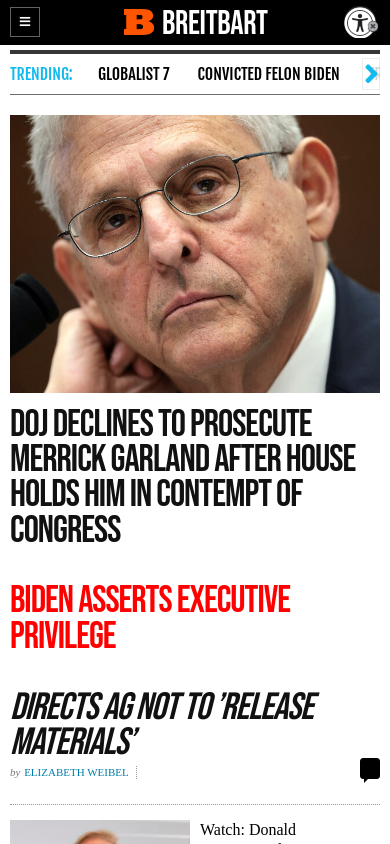 BREITBART
TRENDING:
GLOBALIST 7
CONVICTED FELON BIDEN
DOJ DECLINES TO PROSECUTE
MERRICK GARLAND AFTER HOUSE
HOLDS HIM IN CONTEMPT OF
CONGRESS
BIDEN ASSERTS EXECUTIVE
PRIVILEGE
DIRECTS AG NOT TO 'RELEASE
MATERIALS'
by ELIZABETH WEIBEL
Watch: Donald